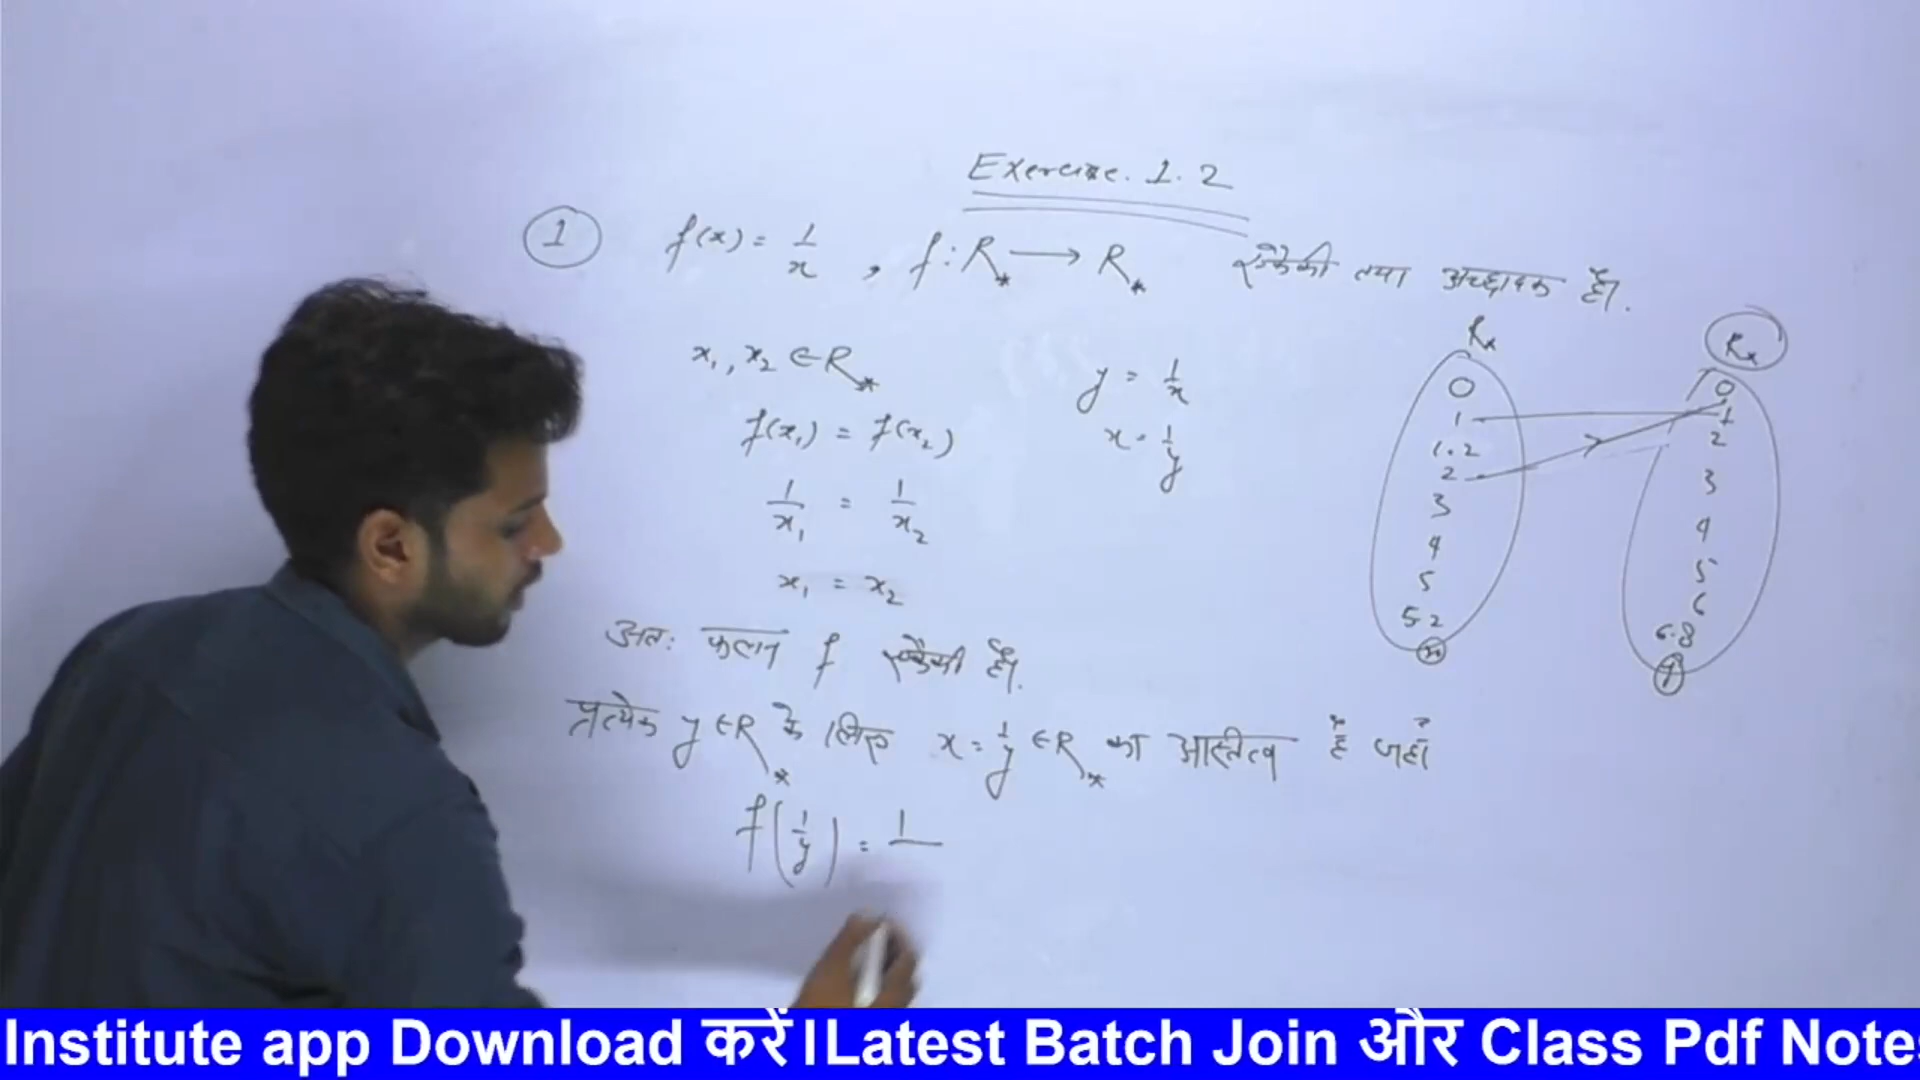 Exercise. 1.2
1 f(x) = 1/x , f: R* → R* एकैकी तथा आच्छादक है।
x₁, x₂ ∈ R*
f(x₁) = f(x₂)
1/x₁ = 1/x₂
x₁ = x₂
अतः फलन f एकैकी है।
y = 1/x
x = 1/y
R*
0
1
1.2
2
3
4
5
5.2
x
R*
0
1
2
3
4
5
6
6.8
y
प्रत्येक y ∈ R* के लिए x = 1/y ∈ R* का अस्तित्व है जहाँ
f(1/y) = 1
Institute app Download करें।Latest Batch Join और Class Pdf Note